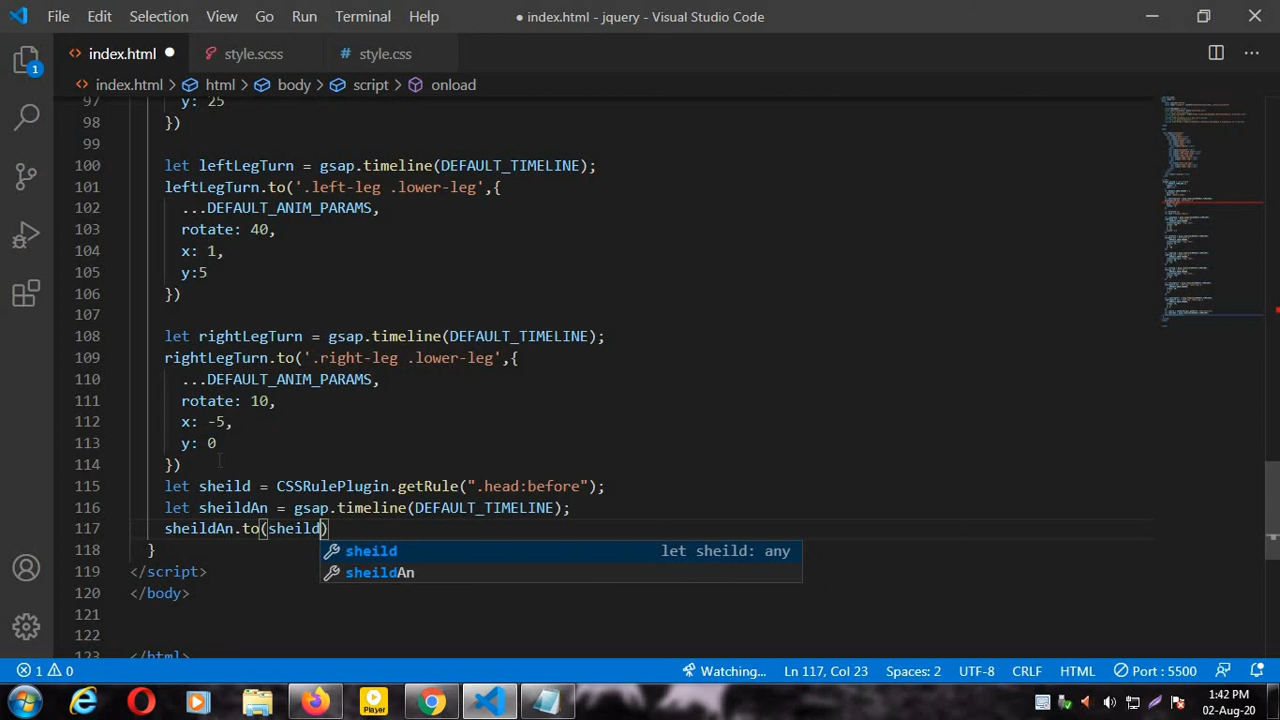 File Edit Selection View Go Run Terminal Help
● index.html - jquery - Visual Studio Code
<> index.html ●
style.scss
# style.css
<> index.html > html > body > script > onload
1
97 y: 25
98 })
99
100 let leftLegTurn = gsap.timeline(DEFAULT_TIMELINE);
101 leftLegTurn.to('.left-leg .lower-leg',{
102 ...DEFAULT_ANIM_PARAMS,
103 rotate: 40,
104 x: 1,
105 y:5
106 })
107
108 let rightLegTurn = gsap.timeline(DEFAULT_TIMELINE);
109 rightLegTurn.to('.right-leg .lower-leg',{
110 ...DEFAULT_ANIM_PARAMS,
111 rotate: 10,
112 x: -5,
113 y: 0
114 })
115 let sheild = CSSRulePlugin.getRule(".head:before");
116 let sheildAn = gsap.timeline(DEFAULT_TIMELINE);
117 sheildAn.to(sheild)
118 }
sheild let sheild: any
119 </script>
sheildAn
120 </body>
121
122
123 </html>
1 0 Watching... Ln 117, Col 23 Spaces: 2 UTF-8 CRLF HTML Port : 5500
Player
1:42 PM
02-Aug-20